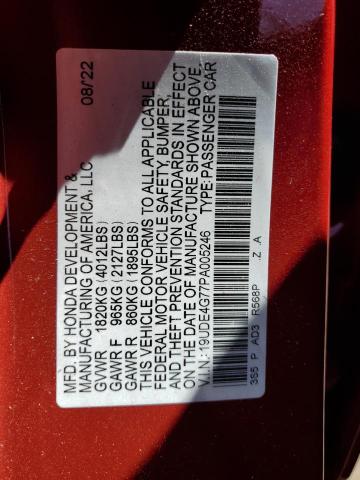 MFD. BY HONDA DEVELOPMENT &
MANUFACTURING OF AMERICA, LLC 08/22
GVWR 1820KG (4012LBS)
GAWR F 965KG (2127LBS)
GAWR R 860KG (1895LBS)
THIS VEHICLE CONFORMS TO ALL APPLICABLE
FEDERAL MOTOR VEHICLE SAFETY, BUMPER,
AND THEFT PREVENTION STANDARDS IN EFFECT
ON THE DATE OF MANUFACTURE SHOWN ABOVE.
V.I.N.: 19UDE4G77PA005246 TYPE: PASSENGER CAR
3S5 P AD3 R568P Z .A